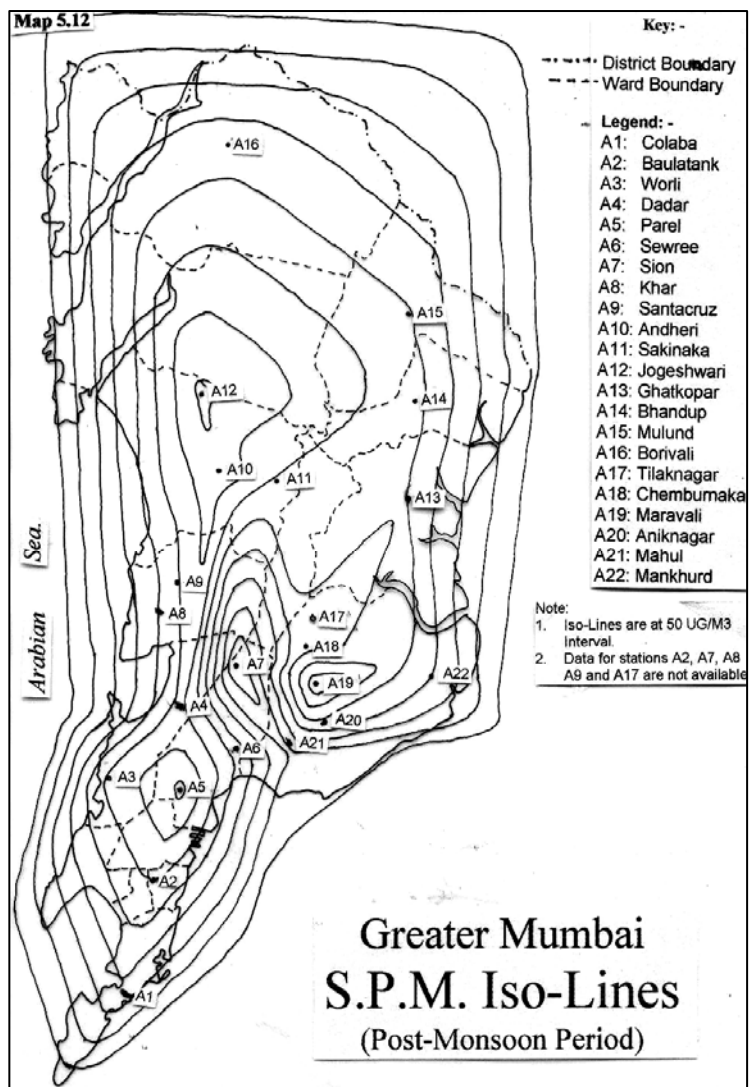 Map 5.12
Key: -
District Boundary
Ward Boundary
Legend: -
A1: Colaba
A2: Baulatank
A3: Worli
A4: Dadar
A5: Parel
A6: Sewree
A7: Sion
A8: Khar
A9: Santacruz
A10: Andheri
A11: Sakinaka
A12: Jogeshwari
A13: Ghatkopar
A14: Bhandup
A15: Mulund
A16: Borivali
A17: Tilaknagar
A18: Chemburnaka
A19: Maravali
A20: Aniknagar
A21: Mahul
A22: Mankhurd
Note:
1. Iso-Lines are at 50 UG/M3
Interval.
2. Data for stations A2, A7, A8
A9 and A17 are not available
A16
A15
A12
A14
A10
A11
A13
A9
A8
A17
A18
A7
A19
A22
A4
A20
A21
A6
A3
A5
A2
A1
Arabian Sea.
Greater Mumbai
S.P.M. Iso-Lines
(Post-Monsoon Period)